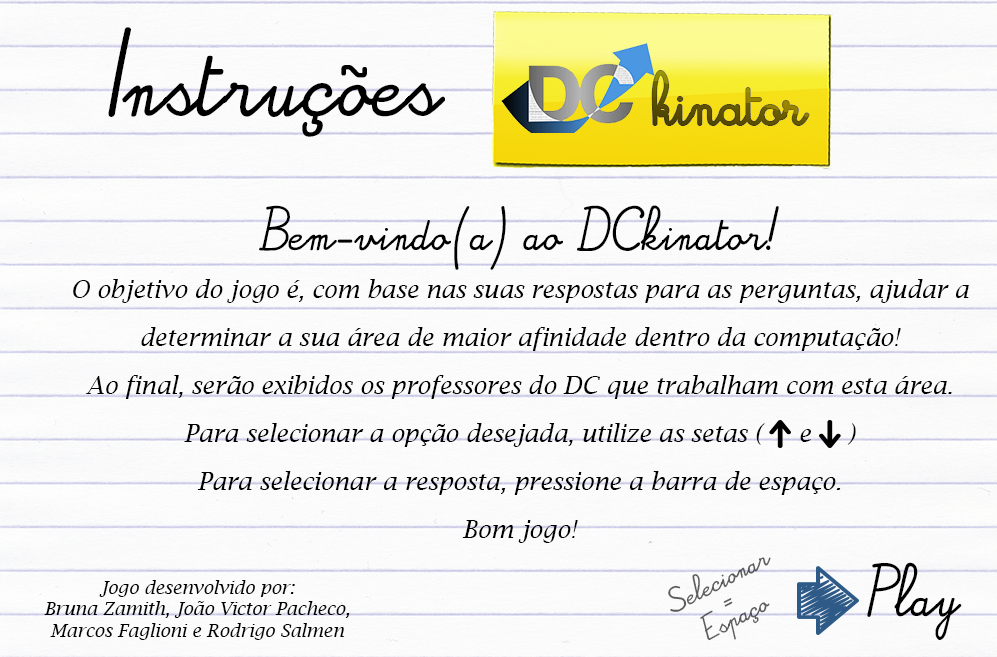 Instruções
DCkinator
Bem-vindo(a) ao DCkinator!
O objetivo do jogo é, com base nas suas respostas para as perguntas, ajudar a
determinar a sua área de maior afinidade dentro da computação!
Ao final, serão exibidos os professores do DC que trabalham com esta área.
Para selecionar a opção desejada, utilize as setas (↑ e ↓)
Para selecionar a resposta, pressione a barra de espaço.
Bom jogo!
Jogo desenvolvido por:
Bruna Zamith, João Victor Pacheco,
Marcos Faglioni e Rodrigo Salmen
Selecionar
=
Espaço
Play